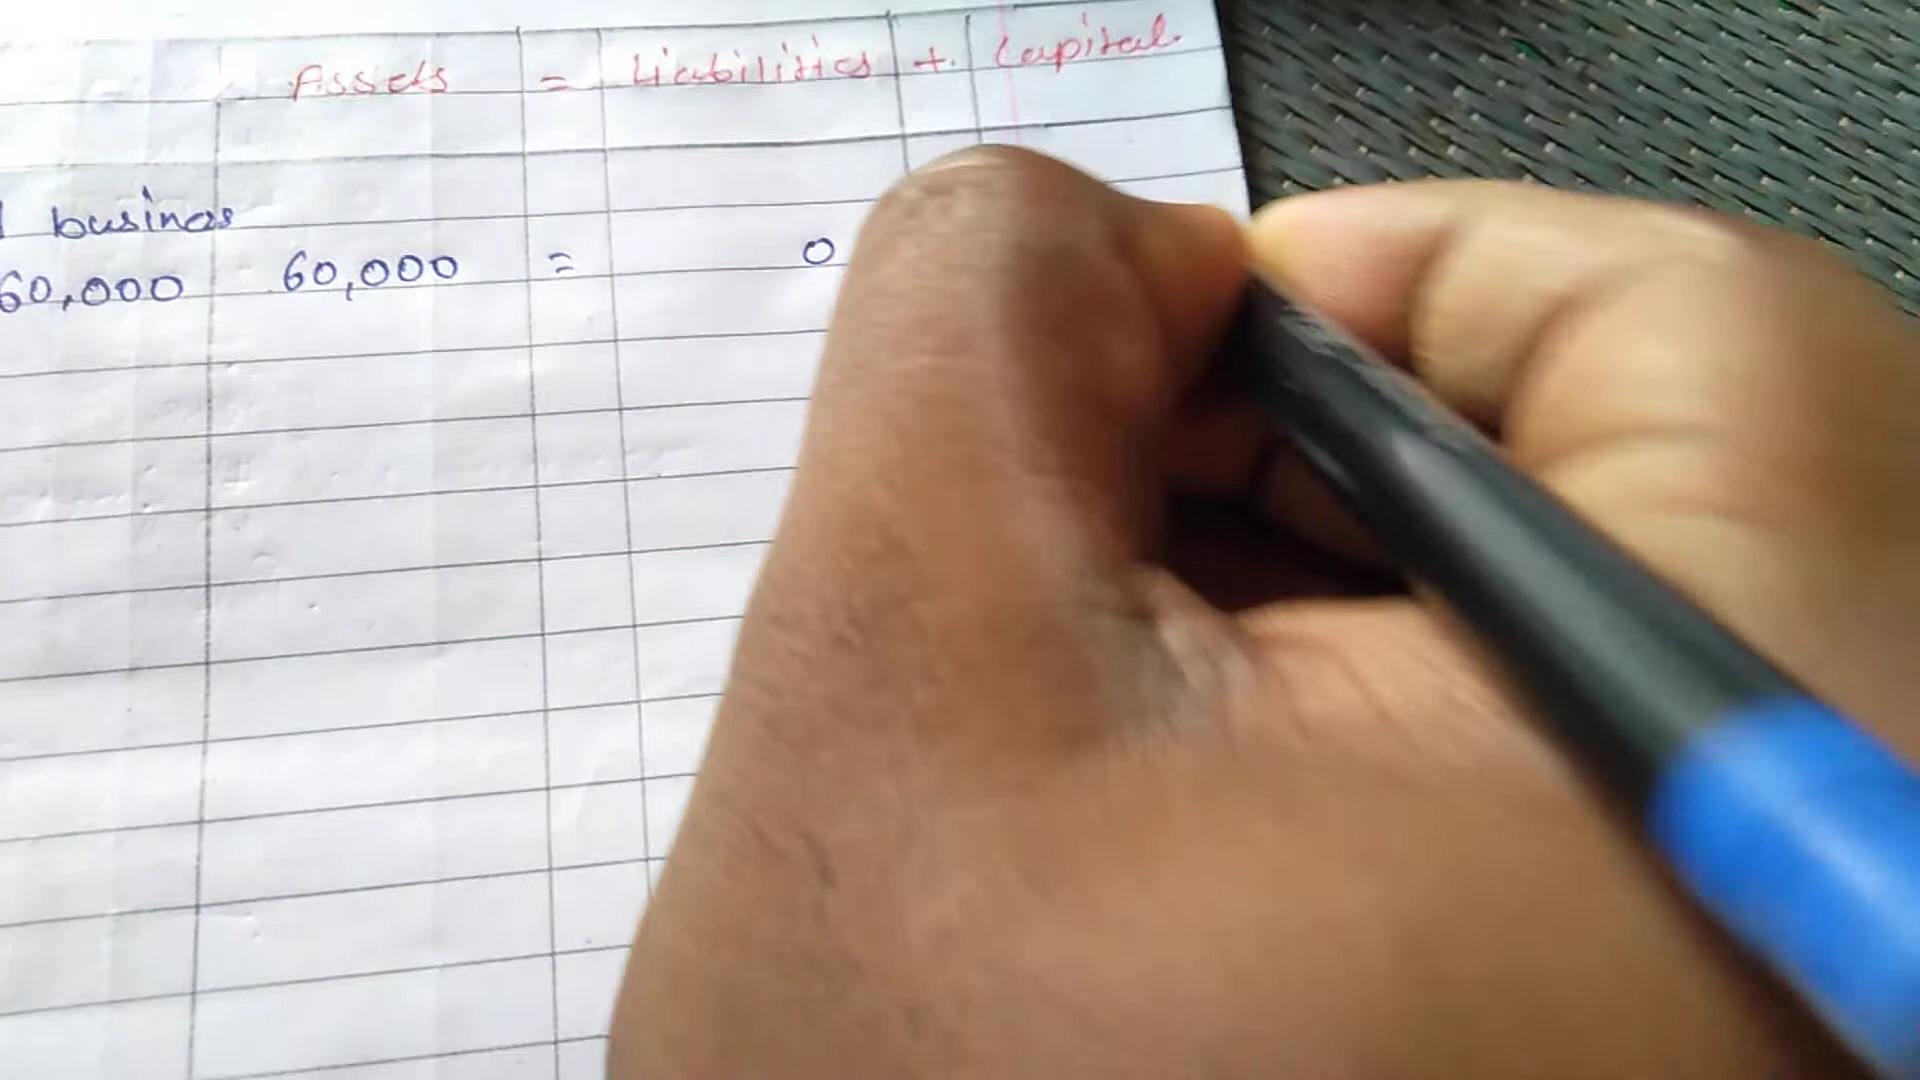 Assets = Liabilities + Capital.
business
60,000 60,000 = 0